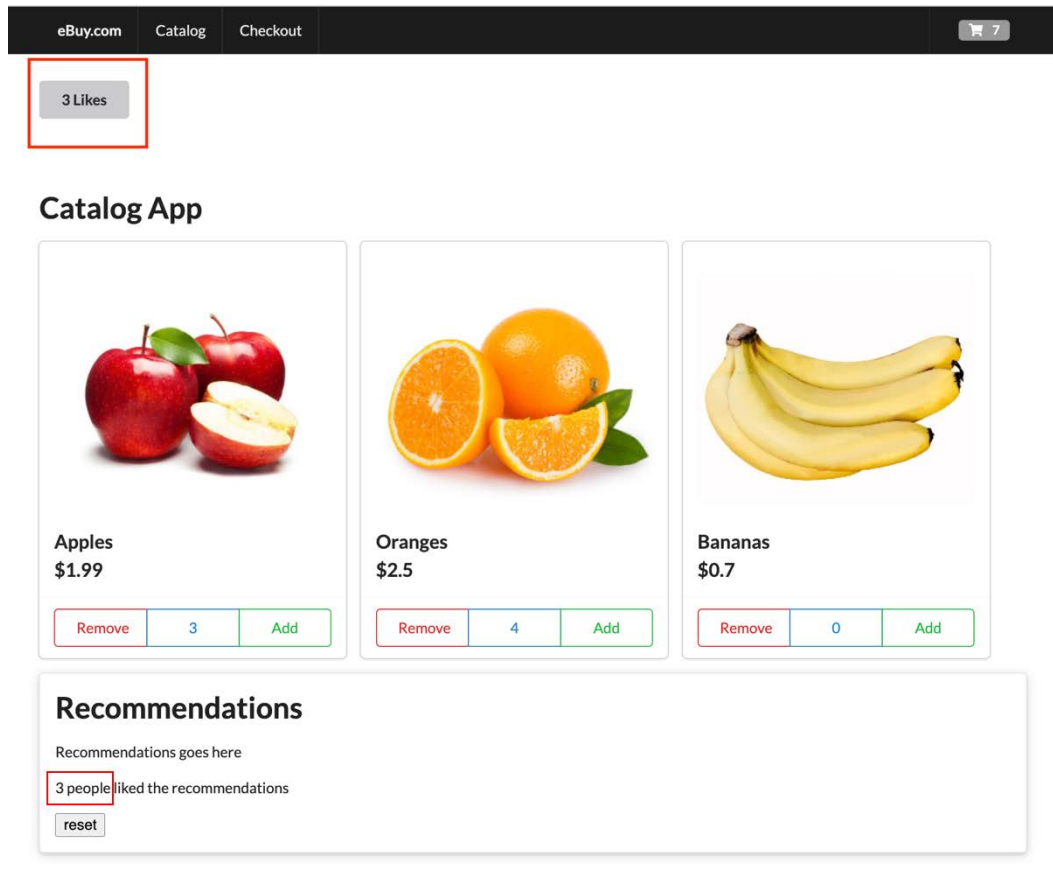 eBuy.com Catalog Checkout 7
3 Likes
Catalog App
Apples
$1.99
Remove 3 Add
Oranges
$2.5
Remove 4 Add
Bananas
$0.7
Remove 0 Add
Recommendations
Recommendations goes here
3 people liked the recommendations
reset